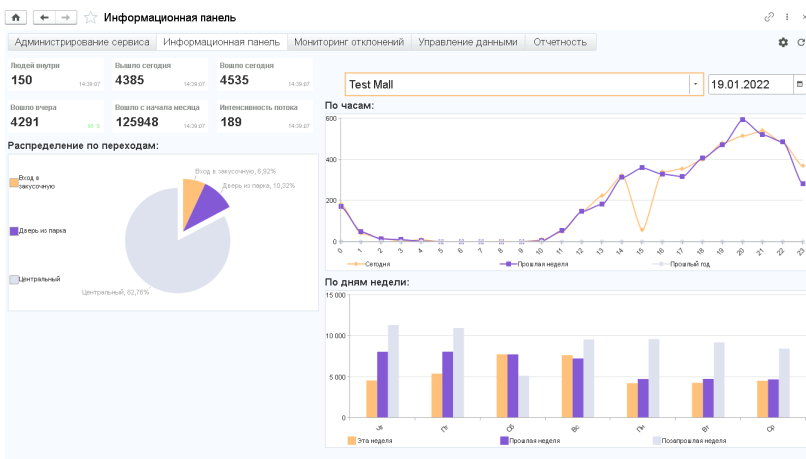 Информационная панель
Администрирование сервиса Информационная панель Мониторинг отклонений Управление данными Отчетность
Людей внутри Вышло сегодня Вошло сегодня
150 14:39:07 4385 14:39:07 4535 14:39:07
Вошло вчера Вошло с начала месяца Интенсивность потока
4291 125948 14:39:07 189 14:39:07
Test Mall 19.01.2022
Распределение по переходам:
Вход в закусочную, 6,92%
Дверь из парка, 10,32%
Вход в
закусочную
Дверь из парка
Центральный
Центральный, 82,76%
По часам:
600
400
200
0
0 1 2 3 4 5 6 7 8 9 10 11 12 13 14 15 16 17 18 19 20 21 22 23
Сегодня Прошлая неделя Прошлый год
По дням недели:
15 000
10 000
5 000
0
Чт Пт Сб Вс Пн Вт Ср
Эта неделя Прошлая неделя Позапрошлая неделя